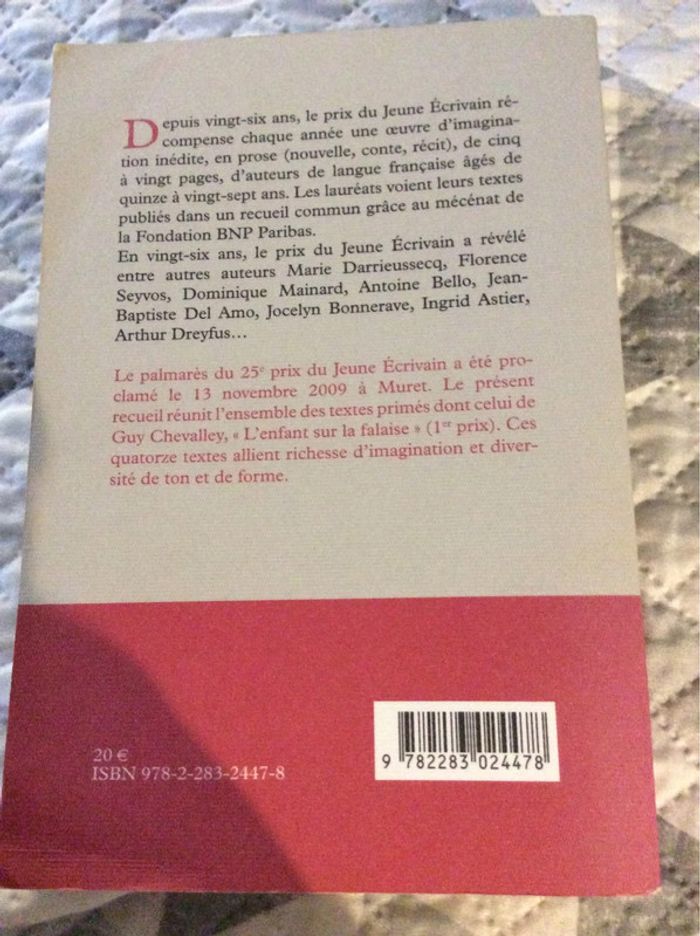 Depuis vingt-six ans, le prix du Jeune Écrivain ré-
compense chaque année une œuvre d'imagina-
tion inédite, en prose (nouvelle, conte, récit), de cinq
à vingt pages, d'auteurs de langue française âgés de
quinze à vingt-sept ans. Les lauréats voient leurs textes
publiés dans un recueil commun grâce au mécénat de
la Fondation BNP Paribas.
En vingt-six ans, le prix du Jeune Écrivain a révélé
entre autres auteurs Marie Darrieussecq, Florence
Seyvos, Dominique Mainard, Antoine Bello, Jean-
Baptiste Del Amo, Jocelyn Bonnerave, Ingrid Astier,
Arthur Dreyfus…
Le palmarès du 25e prix du Jeune Écrivain a été pro-
clamé le 13 novembre 2009 à Muret. Le présent
recueil réunit l'ensemble des textes primés dont celui de
Guy Chevalley, « L'enfant sur la falaise » (1er prix). Ces
quatorze textes allient richesse d'imagination et diver-
sité de ton et de forme.
20 €
ISBN 978-2-283-2447-8
9 782283 024478